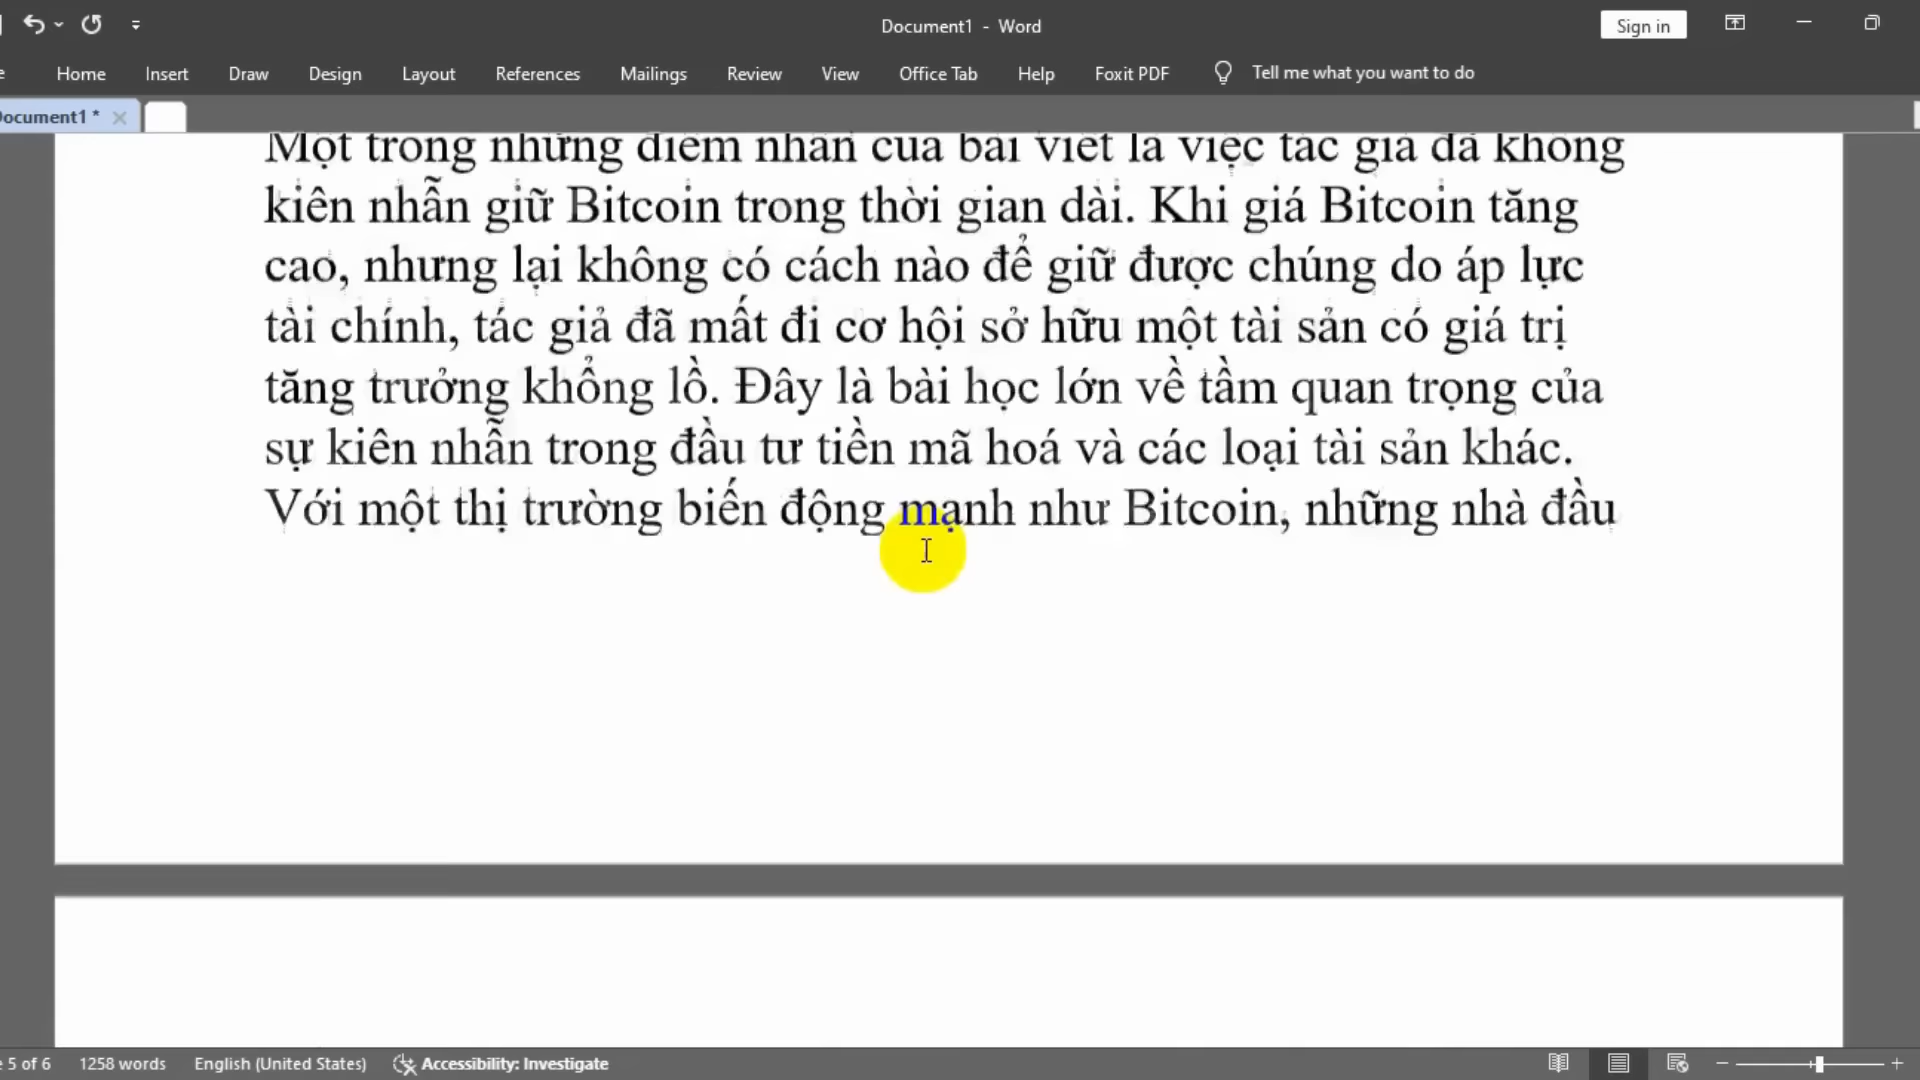 Document1 - Word
Sign in
Home Insert Draw Design Layout References Mailings Review View Office Tab Help Foxit PDF Tell me what you want to do
Document1 *
Một trong những điểm nhấn của bài viết là việc tác giả đã không
kiên nhẫn giữ Bitcoin trong thời gian dài. Khi giá Bitcoin tăng
cao, nhưng lại không có cách nào để giữ được chúng do áp lực
tài chính, tác giả đã mất đi cơ hội sở hữu một tài sản có giá trị
tăng trưởng khổng lồ. Đây là bài học lớn về tầm quan trọng của
sự kiên nhẫn trong đầu tư tiền mã hoá và các loại tài sản khác.
Với một thị trường biến động mạnh như Bitcoin, những nhà đầu
5 of 6 1258 words English (United States) Accessibility: Investigate